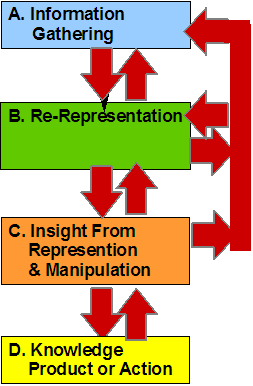 A. Information
Gathering
B. Re-Representation
C. Insight From
Represention
& Manipulation
D. Knowledge
Product or Action